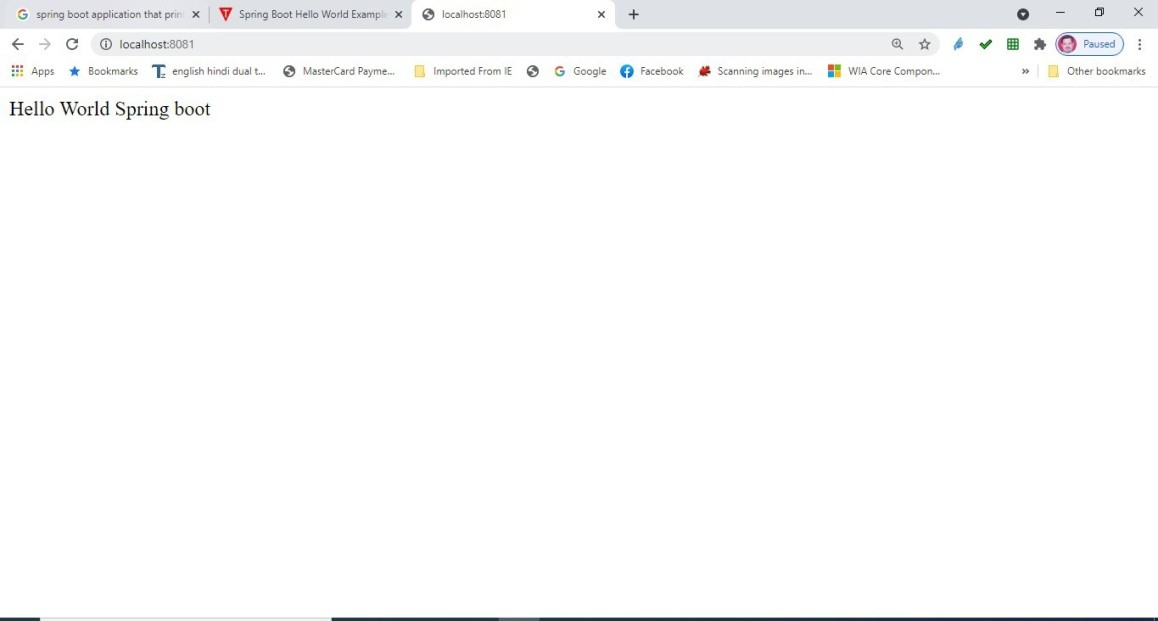 spring boot application that prin
Spring Boot Hello World Example
localhost:8081
localhost:8081
Paused
Apps
Bookmarks
english hindi dual t...
MasterCard Payme...
Imported From IE
Google
Facebook
Scanning images in...
WIA Core Compon...
»
Other bookmarks
Hello World Spring boot